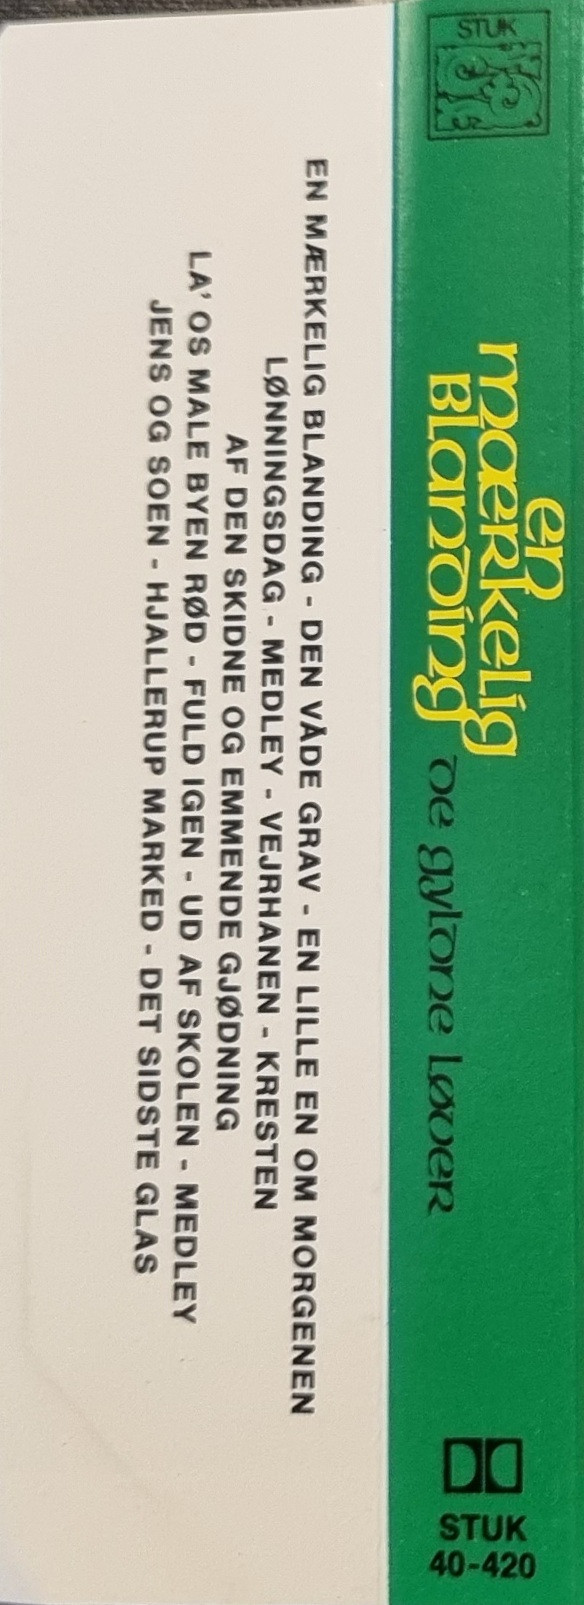 STUK
en
mærkelig
Blanding
de gyldne løver
STUK
40-420
EN MÆRKELIG BLANDING - DEN VÅDE GRAV - EN LILLE EN OM MORGENEN
LØNNINGSDAG - MEDLEY - VEJRHANEN - KRESTEN
AF DEN SKIDNE OG EMMENDE GJØDNING
LA' OS MALE BYEN RØD - FULD IGEN - UD AF SKOLEN - MEDLEY
JENS OG SOEN - HJALLERUP MARKED - DET SIDSTE GLAS